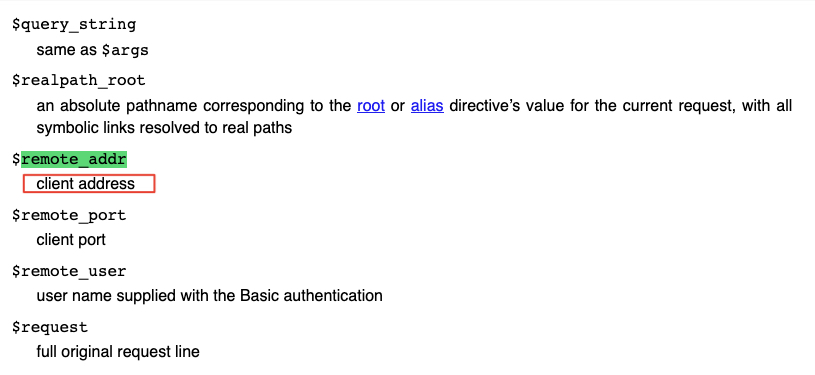 $query_string
same as $args
$realpath_root
an absolute pathname corresponding to the root or alias directive's value for the current request, with all
symbolic links resolved to real paths
$remote_addr
client address
$remote_port
client port
$remote_user
user name supplied with the Basic authentication
$request
full original request line